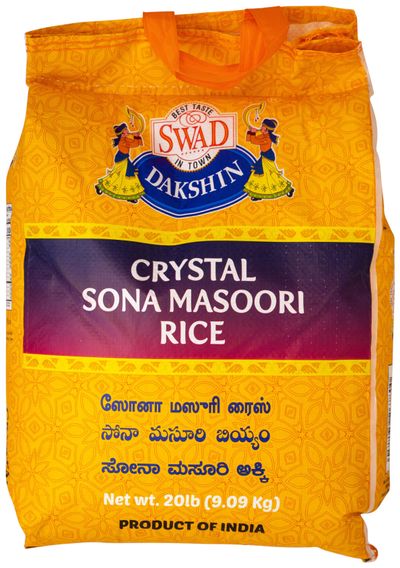 BEST TASTE
SWAD
IN TOWN
DAKSHIN
CRYSTAL
SONA MASOORI
RICE
ஸோனா மஸுரி ரைஸ்
సోనా మసూరి బియ్యం
ಸೋನಾ ಮಸೂರಿ ಅಕ್ಕಿ
Net wt. 20lb (9.09 Kg)
PRODUCT OF INDIA